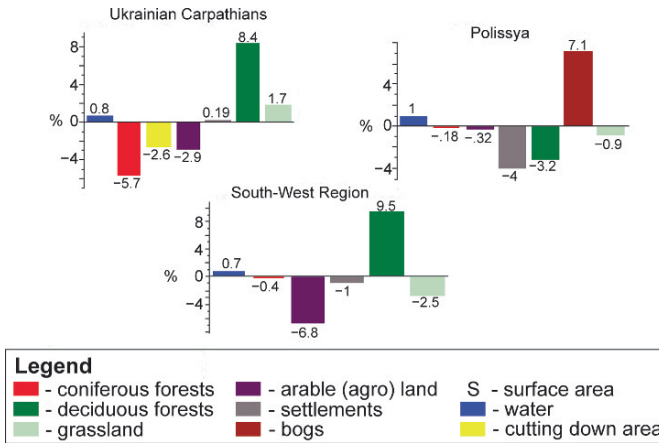 Ukrainian Carpathians
8
4
%
−4
0.8
−5.7
−2.6
−2.9
0.19
8.4
1.7
Polissya
8
4
% 0
−4
1
−.18
−.32
−4
−3.2
7.1
−0.9
South-West Region
8
4
% 0
−4
0.7
−0.4
−6.8
−1
9.5
−2.5
Legend
- coniferous forests
- deciduous forests
- grassland
- arable (agro) land
- settlements
- bogs
S - surface area
- water
- cutting down area